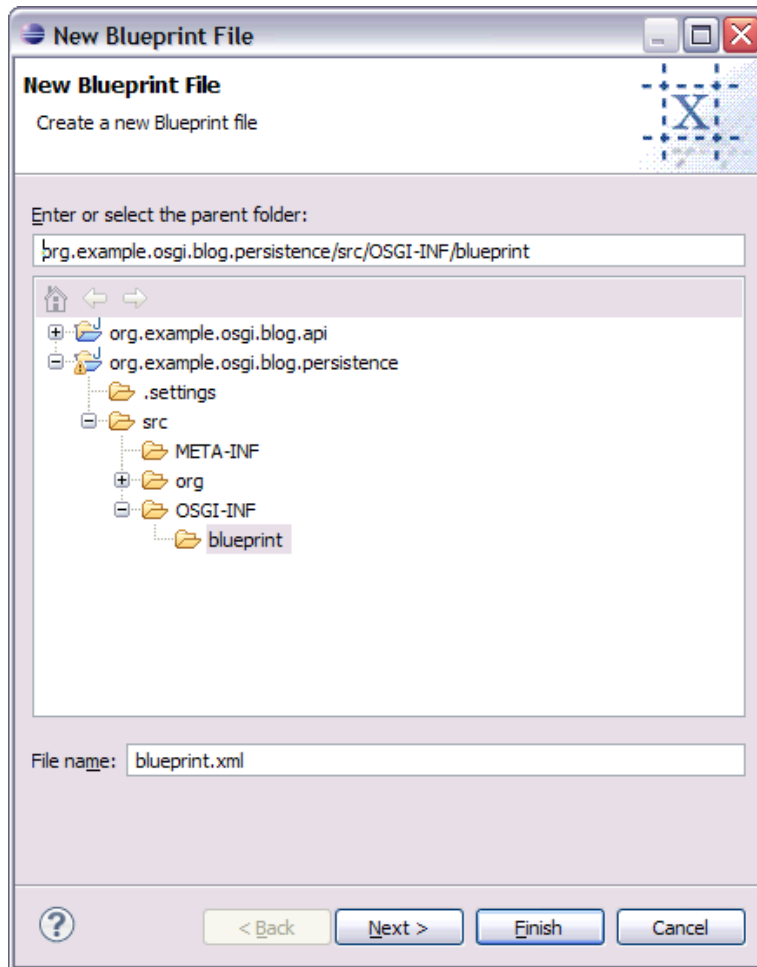 New Blueprint File
New Blueprint File
Create a new Blueprint file
X
Enter or select the parent folder:
org.example.osgi.blog.persistence/src/OSGI-INF/blueprint
org.example.osgi.blog.api
org.example.osgi.blog.persistence
.settings
src
META-INF
org
OSGI-INF
blueprint
File name: blueprint.xml
? < Back Next > Finish Cancel